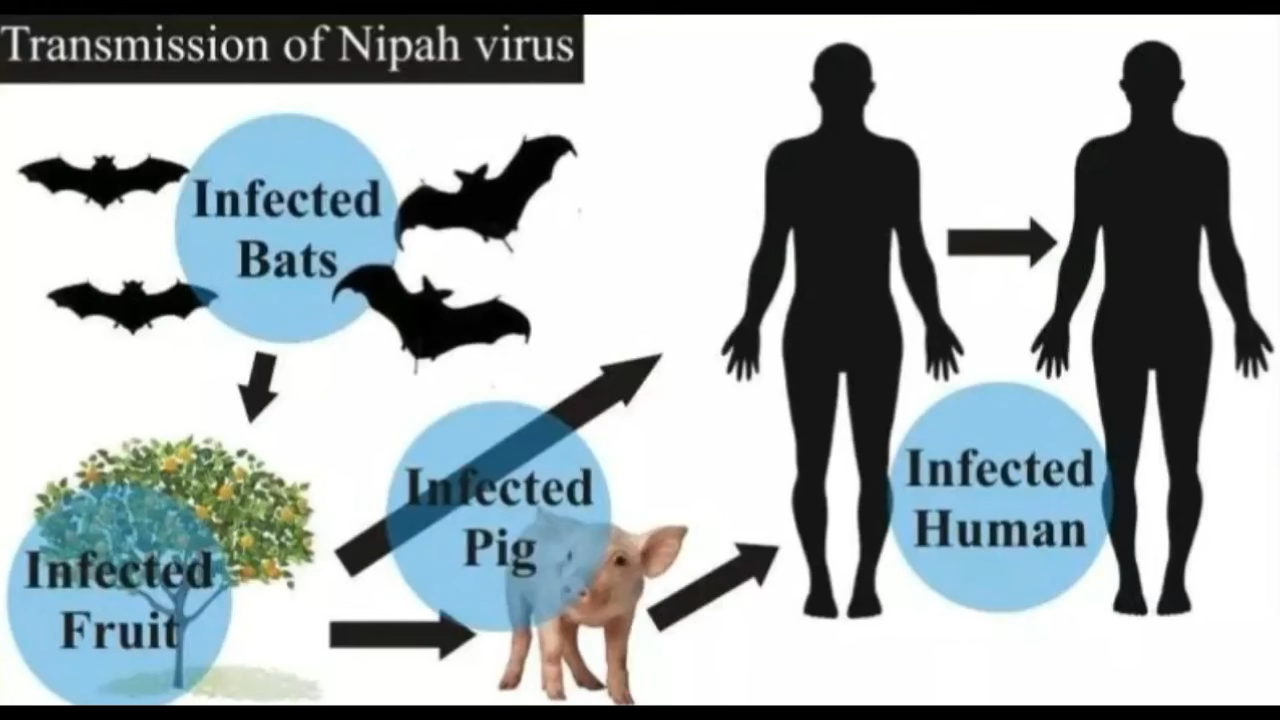 Transmission of Nipah virus
Infected
Bats
Infected
Pig
Infected
Human
Infected
Fruit